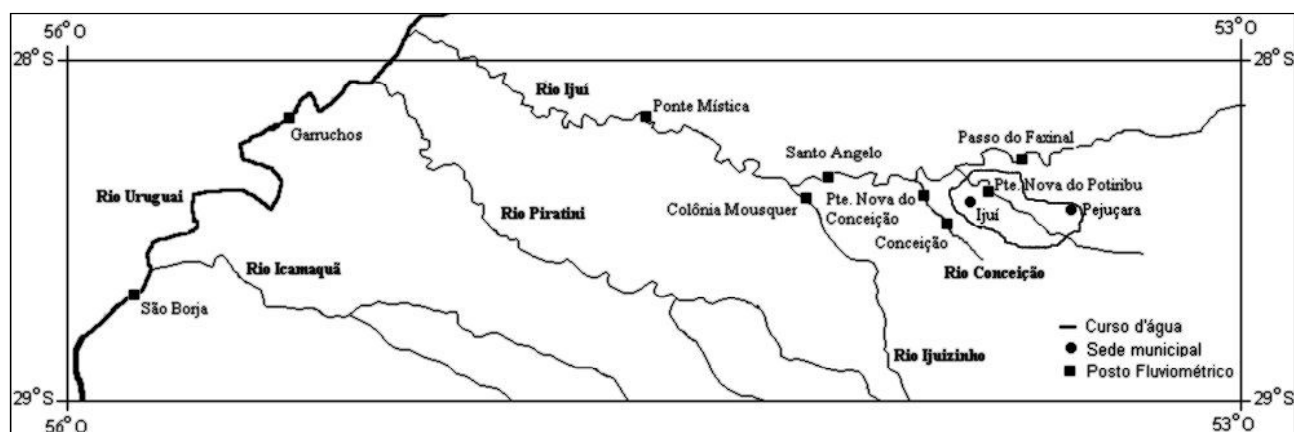 56° O
53° O
28° S
28° S
Rio Ijuí
Ponte Mística
Garruchos
Passo do Faxinal
Santo Angelo
Rio Uruguai
Pte. Nova do Potiribu
Colônia Mousquer
Pte. Nova do
Conceição
Ijuí
Pejuçara
Rio Piratini
Conceição
Rio Icamaquã
Rio Conceição
São Borja
Curso d'água
Sede municipal
Rio Ijuizinho
Posto Fluviométrico
29° S
29° S
56° O
53° O